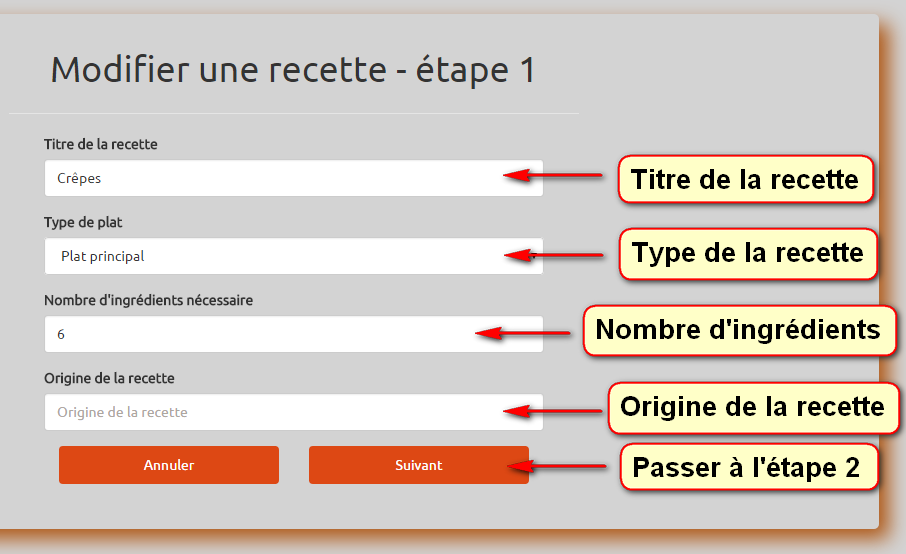 Modifier une recette - étape 1
Titre de la recette
Crêpes
Titre de la recette
Type de plat
Plat principal
Type de la recette
Nombre d'ingrédients nécessaire
6
Nombre d'ingrédients
Origine de la recette
Origine de la recette
Origine de la recette
Annuler
Suivant
Passer à l'étape 2